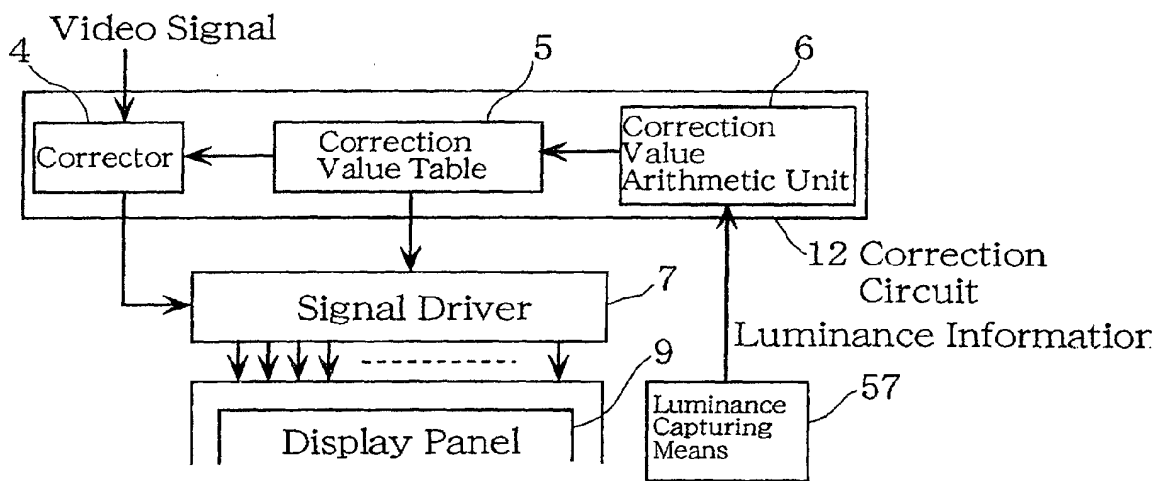 Video Signal
4
5
6
Corrector
Correction
Value Table
Correction
Value
Arithmetic Unit
12 Correction
Circuit
7
Signal Driver
Luminance Information
9
57
Display Panel
Luminance
Capturing
Means